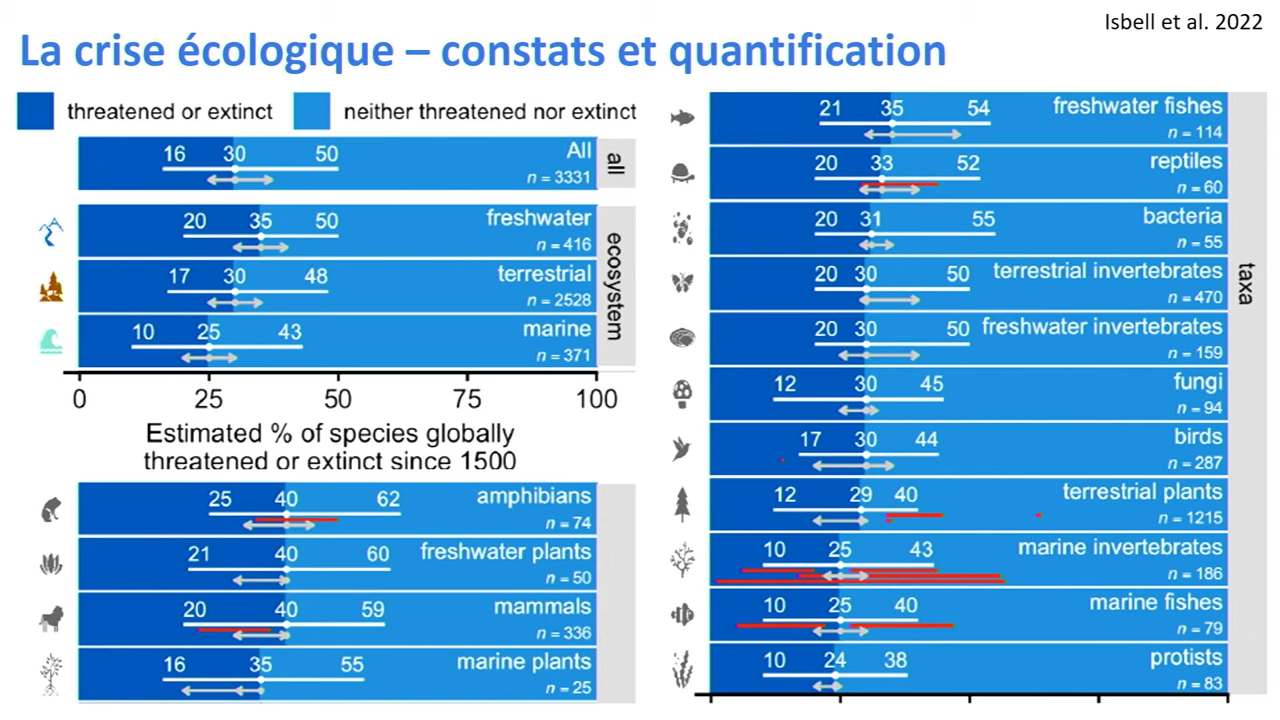 Isbell et al. 2022
La crise écologique – constats et quantification
threatened or extinct
neither threatened nor extinct
16 30 50 All
n = 3331
all
20 35 50 freshwater
n = 416
17 30 48 terrestrial
n = 2528
10 25 43 marine
n = 371
ecosystem
0 25 50 75 100
Estimated % of species globally
threatened or extinct since 1500
25 40 62 amphibians
n = 74
21 40 60 freshwater plants
n = 50
20 40 59 mammals
n = 336
16 35 55 marine plants
n = 25
21 35 54 freshwater fishes
n = 114
20 33 52 reptiles
n = 60
20 31 55 bacteria
n = 55
20 30 50 terrestrial invertebrates
n = 470
20 30 50 freshwater invertebrates
n = 159
12 30 45 fungi
n = 94
17 30 44 birds
n = 287
12 29 40 terrestrial plants
n = 1215
10 25 43 marine invertebrates
n = 186
10 25 40 marine fishes
n = 79
10 24 38 protists
n = 83
taxa